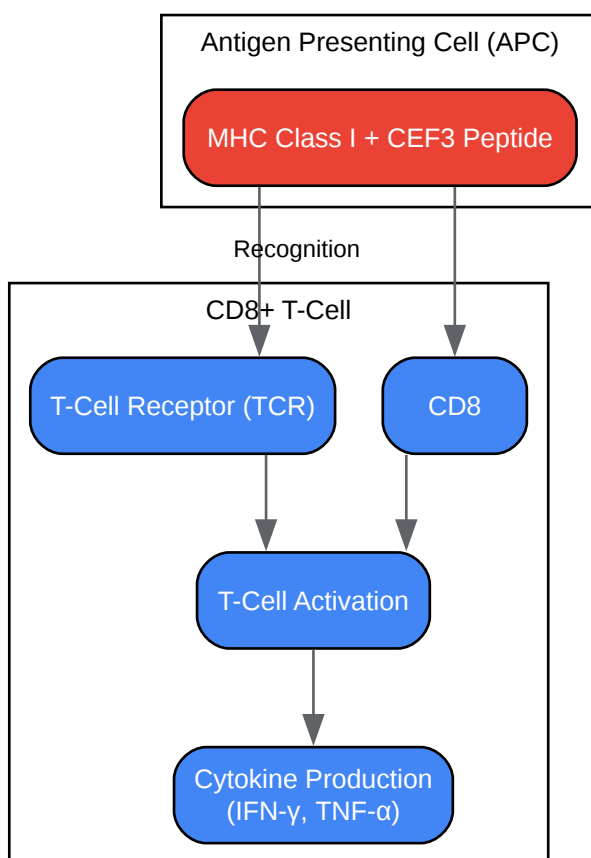 Antigen Presenting Cell (APC)
MHC Class I + CEF3 Peptide
Recognition
CD8+ T-Cell
T-Cell Receptor (TCR)
CD8
T-Cell Activation
Cytokine Production
(IFN-γ, TNF-α)